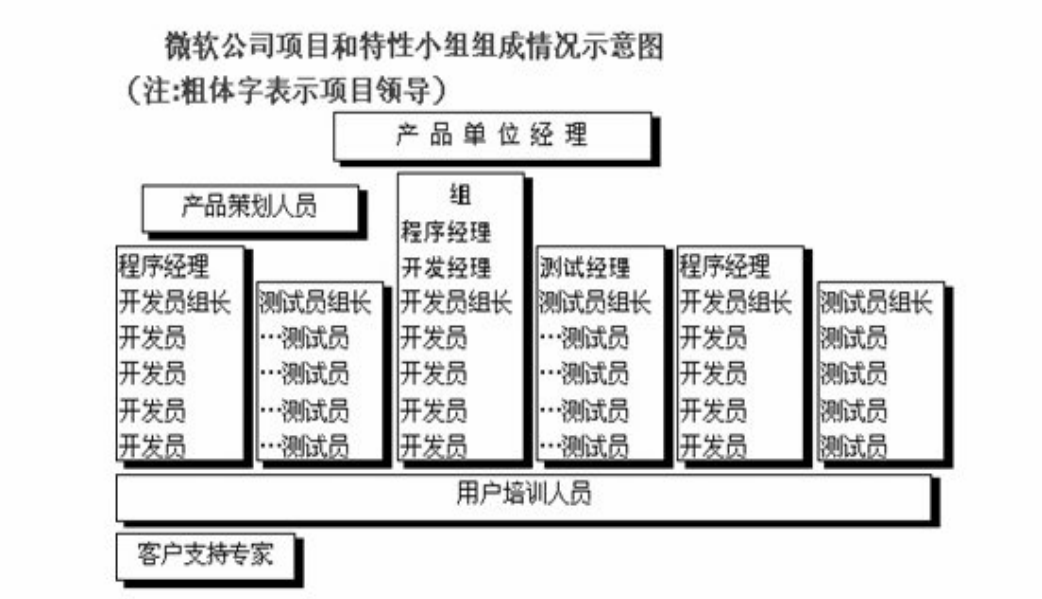 微软公司项目和特性小组组成情况示意图
（注:粗体字表示项目领导）
产品单位经理
产品策划人员
程序经理
开发员组长
开发员
开发员
开发员
开发员
测试员组长
…测试员
…测试员
…测试员
…测试员
组
程序经理
开发经理
开发员组长
开发员
开发员
开发员
开发员
测试经理
测试员组长
…测试员
…测试员
…测试员
…测试员
程序经理
开发员组长
开发员
开发员
开发员
开发员
测试员组长
测试员
测试员
测试员
测试员
用户培训人员
客户支持专家